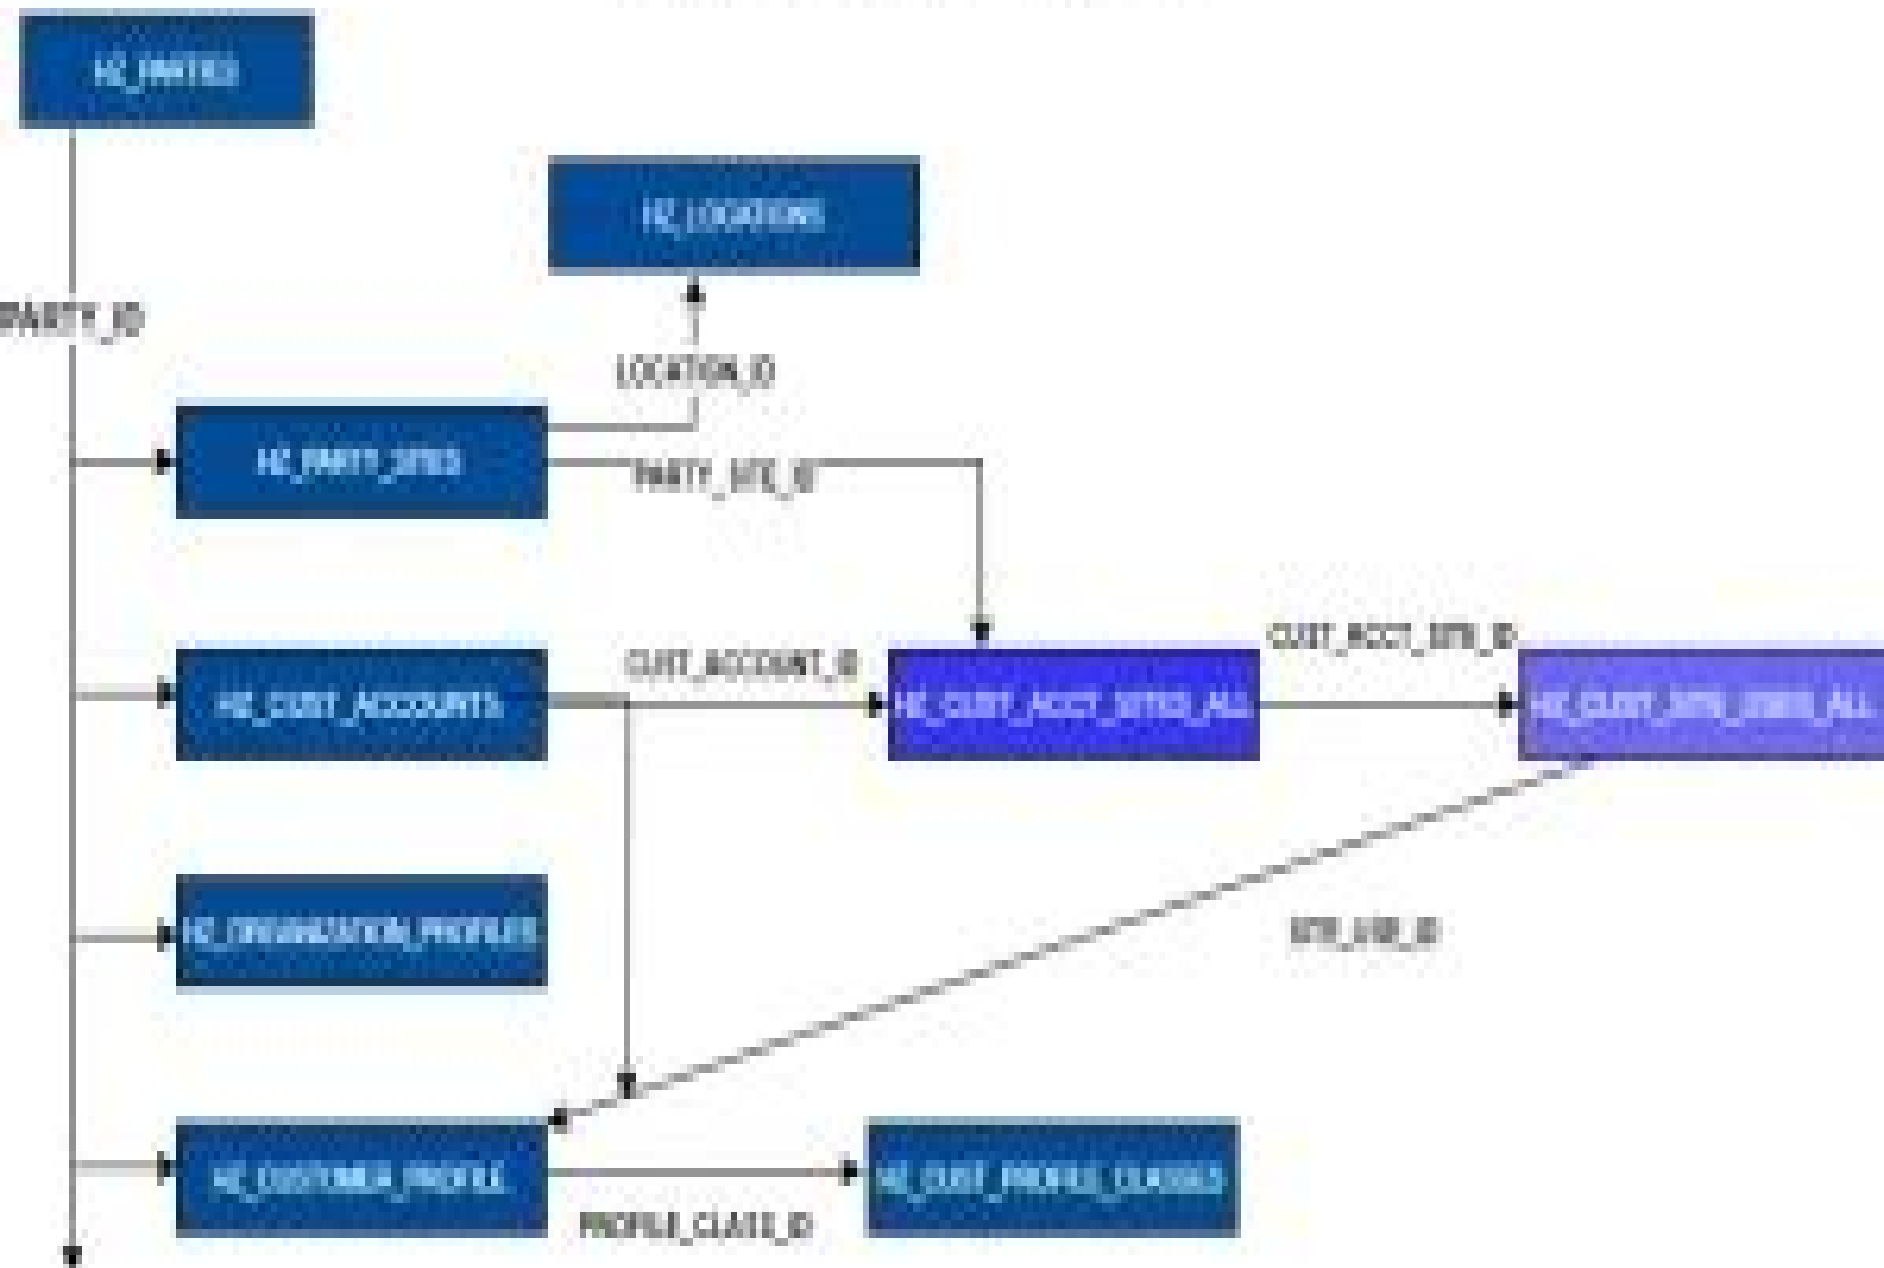 HZ_PARTIES
HZ_LOCATIONS
PARTY_ID
LOCATION_ID
HZ_PARTY_SITES
PARTY_SITE_ID
CUST_ACCT_SITE_ID
CUST_ACCOUNT_ID
HZ_CUST_ACCOUNTS
HZ_CUST_ACCT_SITES_ALL
HZ_CUST_SITE_USES_ALL
HZ_ORGANIZATION_PROFILES
SITE_USE_ID
HZ_CUSTOMER_PROFILE
HZ_CUST_PROFILE_CLASSES
PROFILE_CLASS_ID